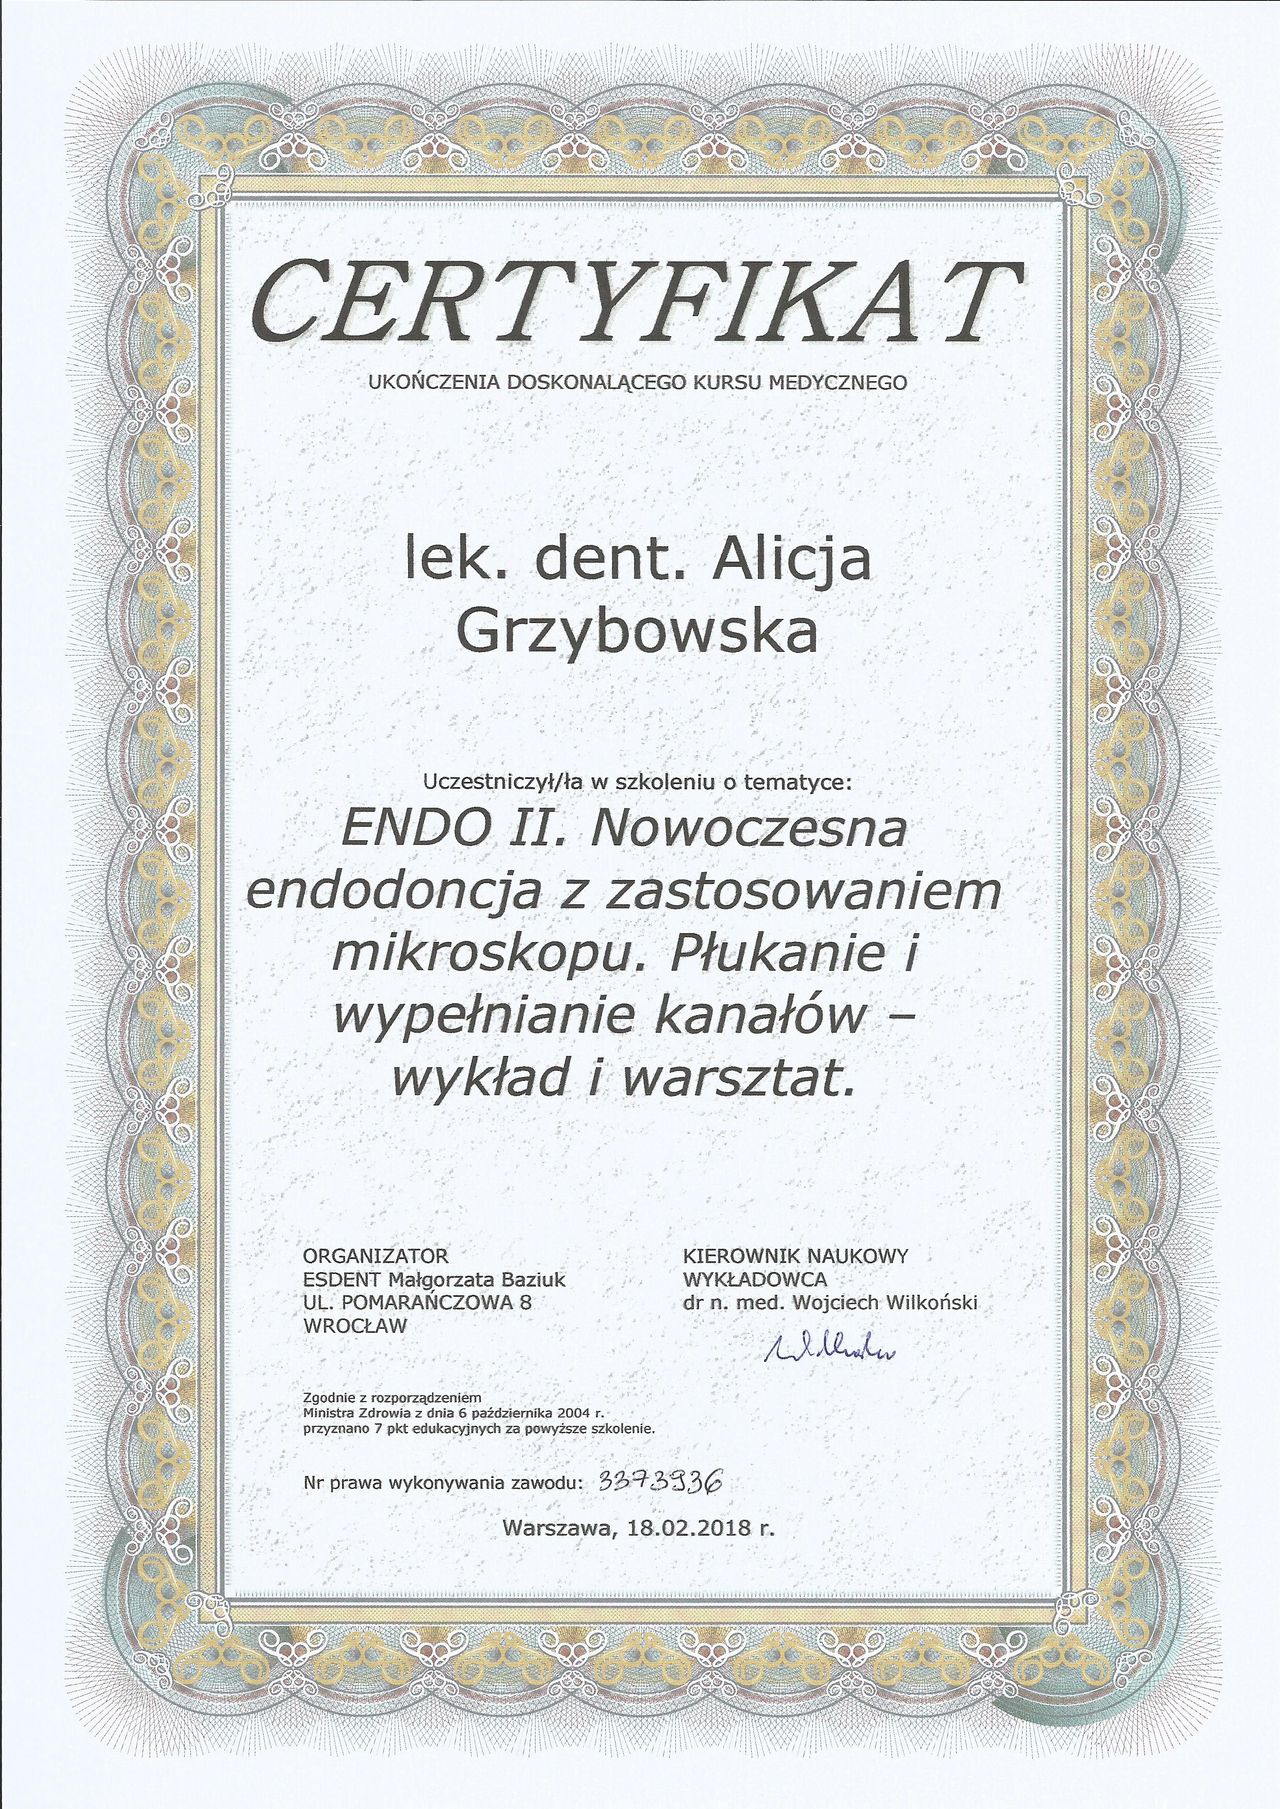 CERTYFIKAT
UKOŃCZENIA DOSKONALĄCEGO KURSU MEDYCZNEGO
lek. dent. Alicja
Grzybowska
Uczestniczył/ła w szkoleniu o tematyce:
ENDO II. Nowoczesna
endodoncja z zastosowaniem
mikroskopu. Płukanie i
wypełnianie kanałów –
wykład i warsztat.
ORGANIZATOR
ESDENT Małgorzata Baziuk
UL. POMARAŃCZOWA 8
WROCŁAW
KIEROWNIK NAUKOWY
WYKŁADOWCA
dr n. med. Wojciech Wilkoński
Zgodnie z rozporządzeniem
Ministra Zdrowia z dnia 6 października 2004 r.
przyznano 7 pkt edukacyjnych za powyższe szkolenie.
Nr prawa wykonywania zawodu: 3373936
Warszawa, 18.02.2018 r.